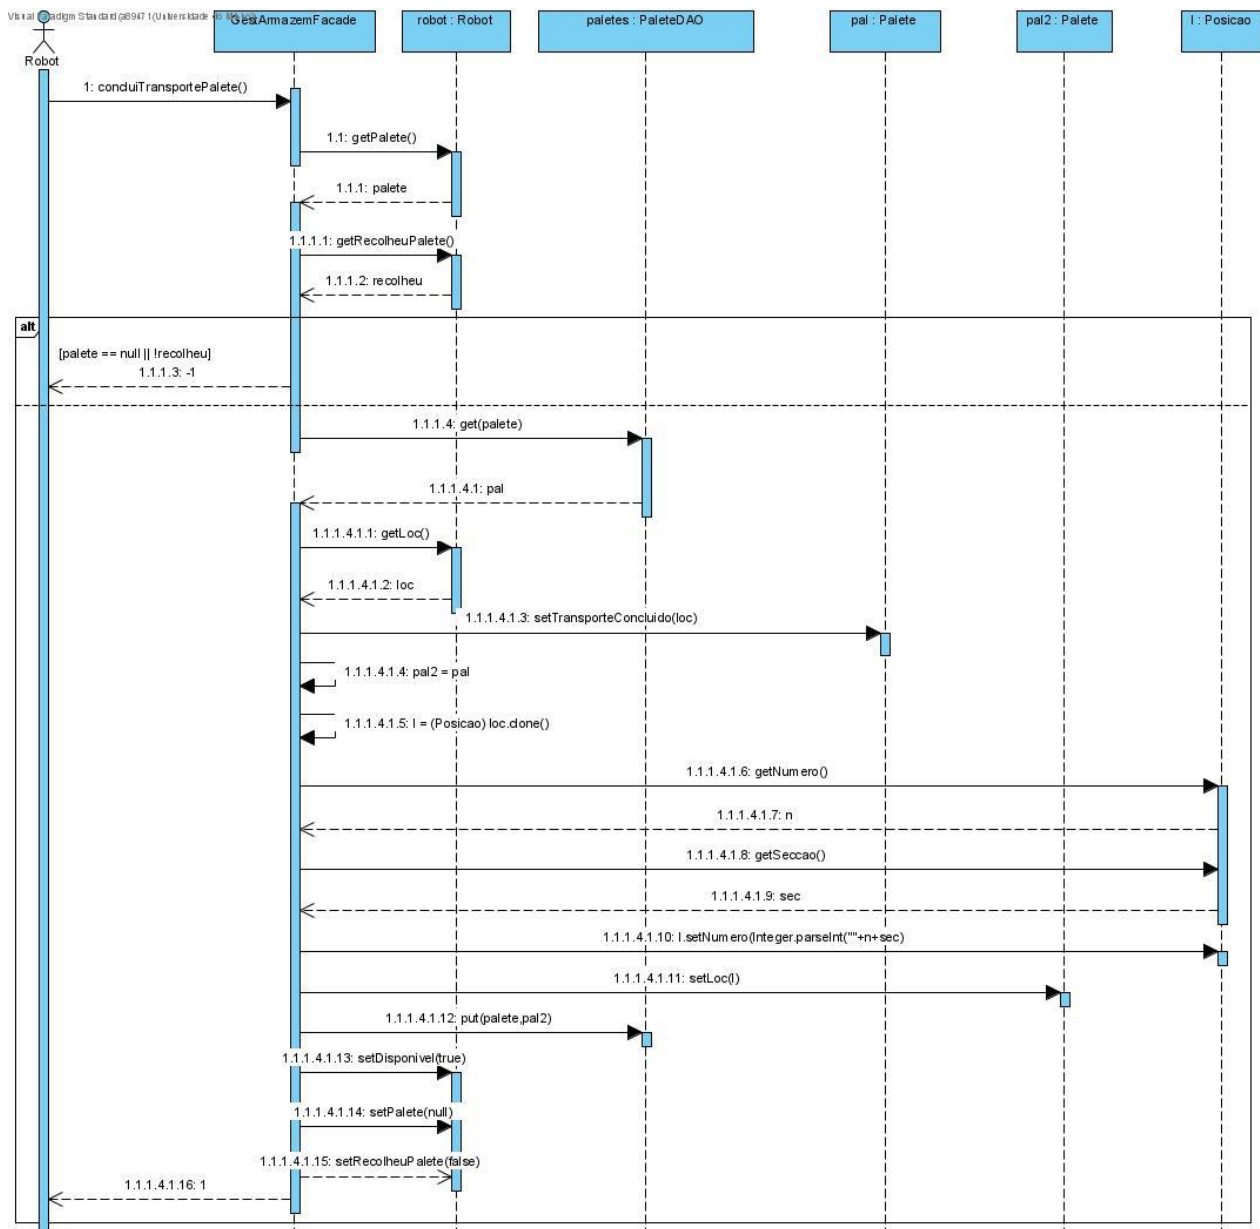 Visual Paradigm Standard(a89471(Universidade do
GestArmazemFacade
robot : Robot
paletes : PaleteDAO
pal : Palete
pal2 : Palete
l : Posicao
Robot
1: concluiTransportePalete()
1.1: getPalete()
1.1.1: palete
1.1.1.1: getRecolheuPalete()
1.1.1.2: recolheu
alt
[palete == null || !recolheu]
1.1.1.3: -1
1.1.1.4: get(palete)
1.1.1.4.1: pal
1.1.1.4.1.1: getLoc()
1.1.1.4.1.2: loc
1.1.1.4.1.3: setTransporteConcluido(loc)
1.1.1.4.1.4: pal2 = pal
1.1.1.4.1.5: l = (Posicao) loc.clone()
1.1.1.4.1.6: getNumero()
1.1.1.4.1.7: n
1.1.1.4.1.8: getSeccao()
1.1.1.4.1.9: sec
1.1.1.4.1.10: l.setNumero(Integer.parseInt(""+n+sec)
1.1.1.4.1.11: setLoc(l)
1.1.1.4.1.12: put(palete,pal2)
1.1.1.4.1.13: setDisponivel(true)
1.1.1.4.1.14: setPalete(null)
1.1.1.4.1.15: setRecolheuPalete(false)
1.1.1.4.1.16: 1